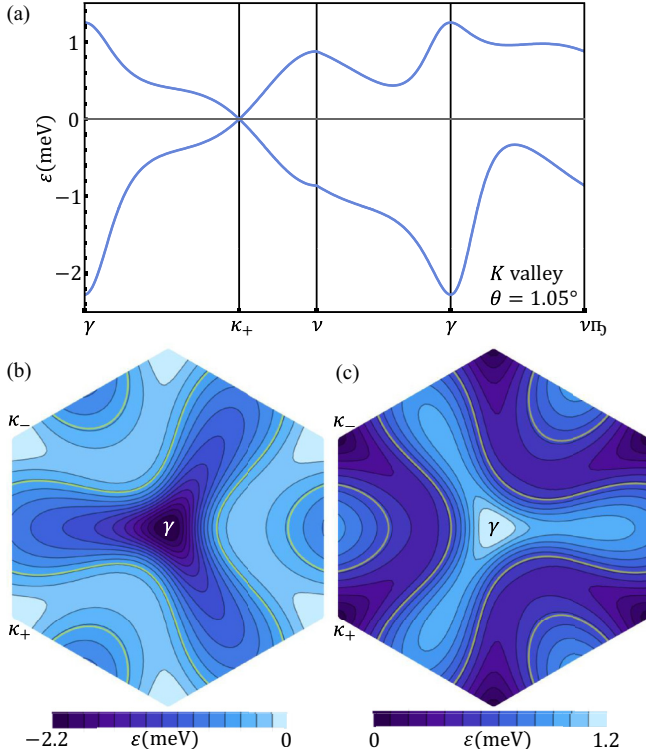 (a)
1
0
−1
−2
ε(meV)
K valley
θ = 1.05°
γ
κ₊
ν
γ
(b)
κ₋
γ
κ₊
−2.2
ε(meV)
0
(c)
κ₋
γ
κ₊
0
ε(meV)
1.2